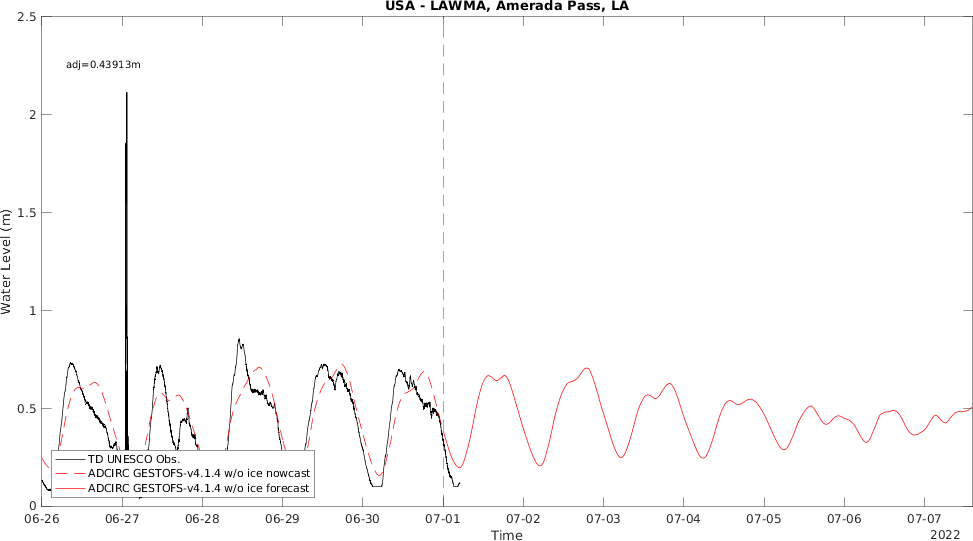 USA - LAWMA, Amerada Pass, LA
adj=0.43913m
2.5
2
1.5
1
0.5
0
Water Level (m)
TD UNESCO Obs.
ADCIRC GESTOFS-v4.1.4 w/o ice nowcast
ADCIRC GESTOFS-v4.1.4 w/o ice forecast
06-26 06-27 06-28 06-29 06-30 07-01 07-02 07-03 07-04 07-05 07-06 07-07
Time
2022